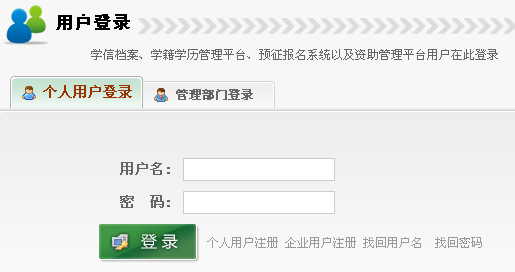 用户登录
学信档案、学籍学历管理平台、预征报名系统以及资助管理平台用户在此登录
个人用户登录 管理部门登录
用户名：
密 码：
登录 个人用户注册 企业用户注册 找回用户名 找回密码